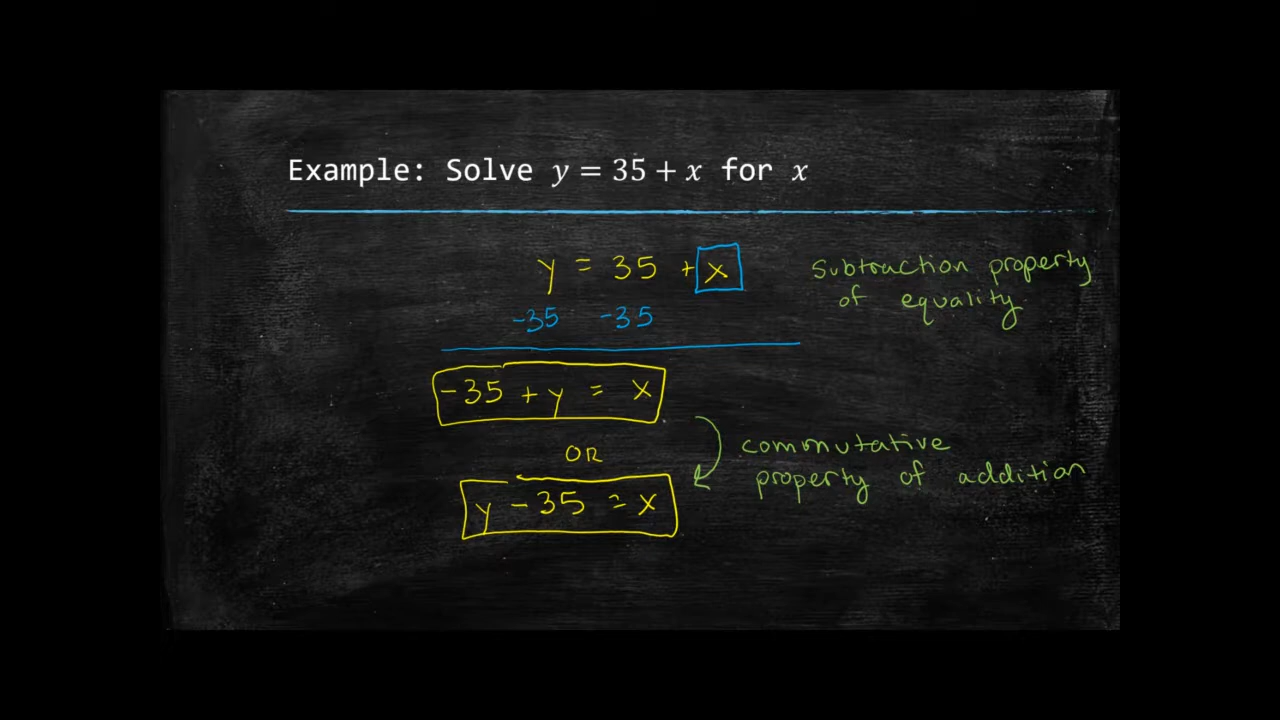 Example: Solve y = 35 + x for x
y = 35 + x
subtraction property
of equality
-35 -35
-35 + y = x
OR
commutative
property of addition
y - 35 = x